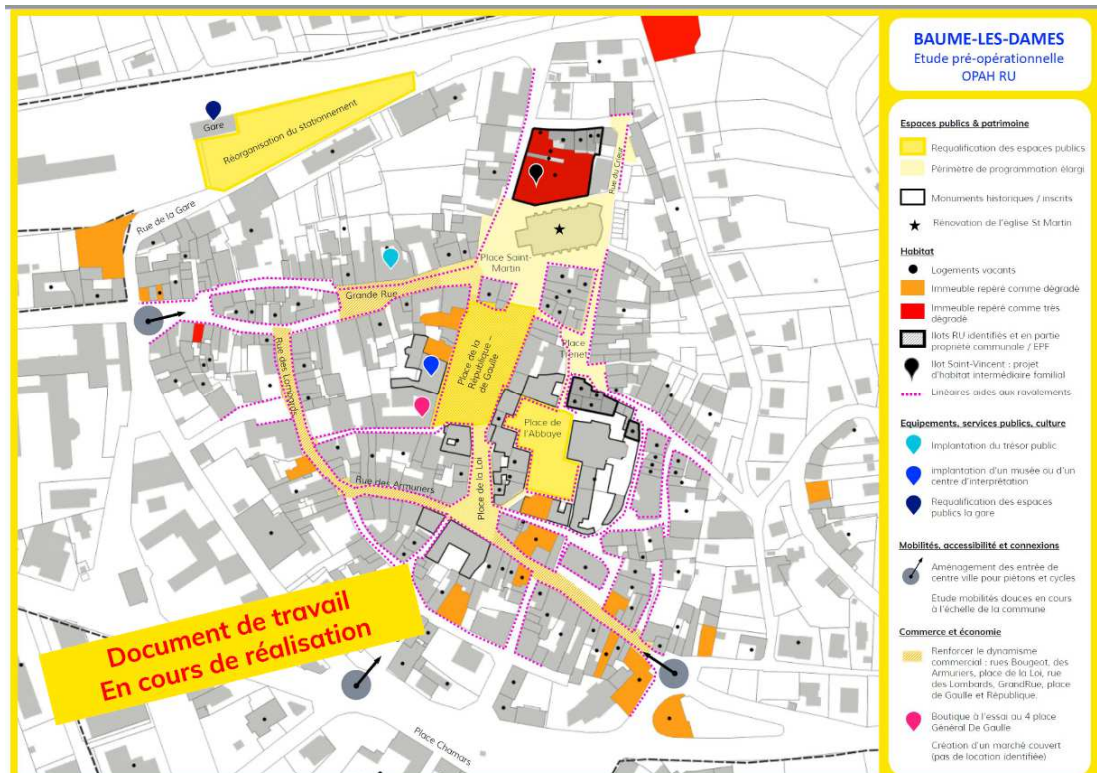 BAUME-LES-DAMES
Etude pré-opérationnelle
OPAH RU
Espaces publics & patrimoine
Requalification des espaces publics
Périmètre de programmation élargi
Monuments historiques / inscrits
Rénovation de l'église St Martin
Habitat
Logements vacants
Immeuble repéré comme dégradé
Immeuble repéré comme très
dégradé
Ilots RU identifiés et en partie
propriété communale / EPF
Ilot Saint-Vincent : projet
d'habitat intermédiaire familial
Linéaires aides aux ravalements
Equipements, services publics, culture
Implantation du trésor public
implantation d'un musée ou d'un
centre d'interprétation
Requalification des espaces
publics la gare
Mobilités, accessibilité et connexions
Aménagement des entrée de
centre ville pour piétons et cycles
Etude mobilités douces en cours
à l'échelle de la commune
Commerce et économie
Renforcer le dynamisme
commercial : rues Bougeot, des
Armuriers, place de la Loi, rue
des Lombards, GrandRue, place
de Gaulle et République.
Boutique à l'essai au 4 place
Général De Gaulle
Création d'un marché couvert
(pas de location identifiée)
Gare
Réorganisation du stationnement
Rue de la Gare
Rue du Crieur
Place Saint-
Martin
Grande Rue
Place de la
République –
de Gaulle
Place
Rue des Lombards
Place de
l'Abbaye
Rue des Armuriers
Place de la Loi
Document de travail
En cours de réalisation
Place Chamars